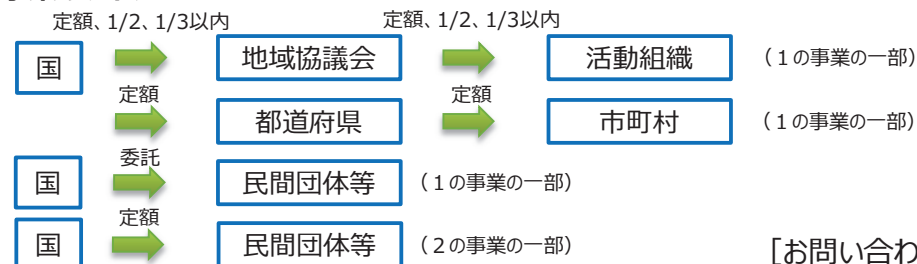 定額、1/2、1/3以内 定額、1/2、1/3以内
国 地域協議会 活動組織 （１の事業の一部）
定額 定額
都道府県 市町村 （１の事業の一部）
委託
国 民間団体等 （１の事業の一部）
定額
国 民間団体等 （２の事業の一部）
［お問い合わ